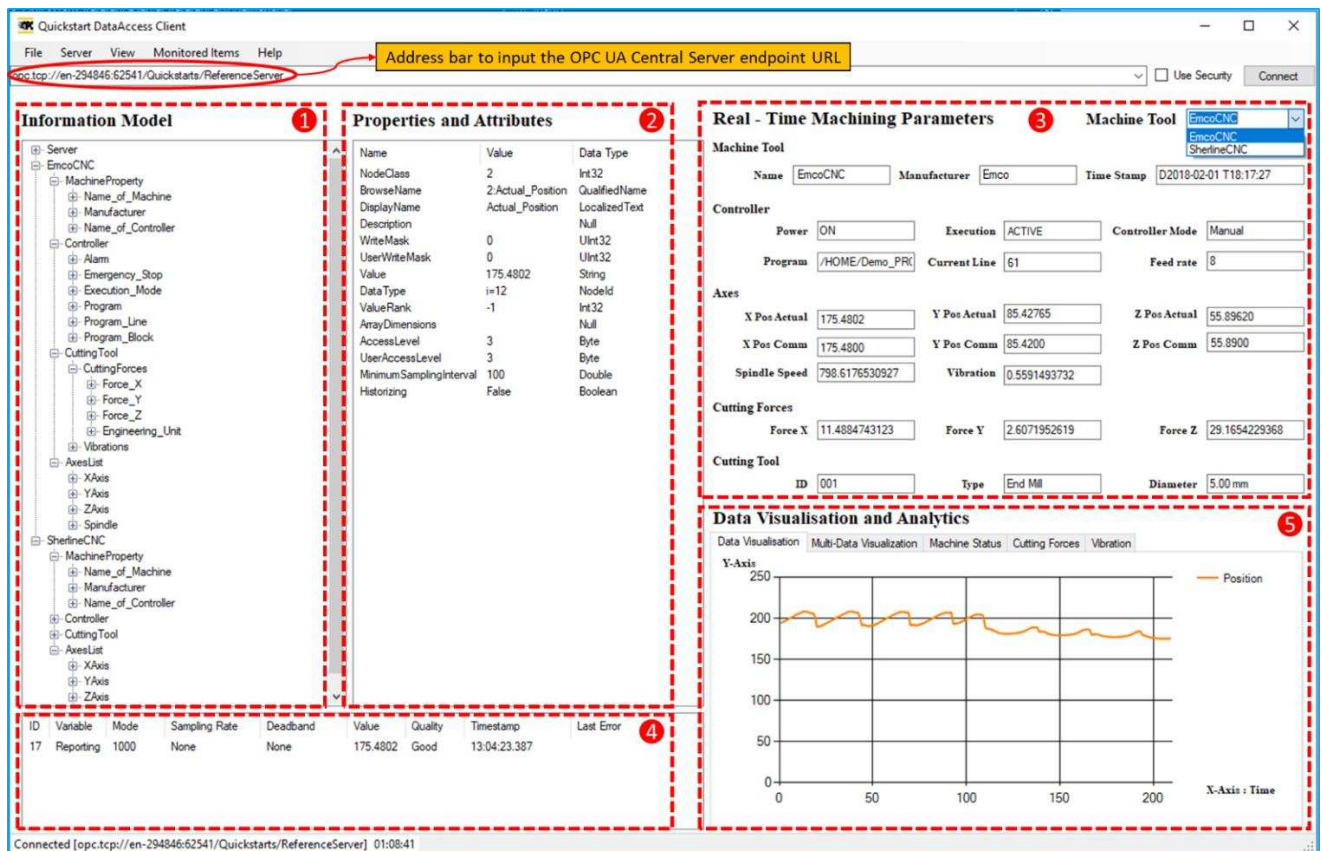 OPC Quickstart DataAccess Client
File Server View Monitored Items Help
Address bar to input the OPC UA Central Server endpoint URL
opc.tcp://en-294846:62541/Quickstarts/ReferenceServer
Use Security Connect
Information Model 1
Server
EmcoCNC
MachineProperty
Name_of_Machine
Manufacturer
Name_of_Controller
Controller
Alarm
Emergency_Stop
Execution_Mode
Program
Program_Line
Program_Block
CuttingTool
CuttingForces
Force_X
Force_Y
Force_Z
Engineering_Unit
Vibrations
AxesList
XAxis
YAxis
ZAxis
Spindle
SherlineCNC
MachineProperty
Name_of_Machine
Manufacturer
Name_of_Controller
Controller
CuttingTool
AxesList
XAxis
YAxis
ZAxis
Properties and Attributes 2
Name Value Data Type
NodeClass 2 Int32
BrowseName 2:Actual_Position QualifiedName
DisplayName Actual_Position LocalizedText
Description Null
WriteMask 0 UInt32
UserWriteMask 0 UInt32
Value 175.4802 String
DataType i=12 NodeId
ValueRank -1 Int32
ArrayDimensions Null
AccessLevel 3 Byte
UserAccessLevel 3 Byte
MinimumSamplingInterval 100 Double
Historizing False Boolean
Real - Time Machining Parameters 3 Machine Tool EmcoCNC
EmcoCNC
SherlineCNC
Machine Tool
Name EmcoCNC Manufacturer Emco Time Stamp D2018-02-01 T18:17:27
Controller
Power ON Execution ACTIVE Controller Mode Manual
Program /HOME/Demo_PR( Current Line 61 Feed rate 8
Axes
X Pos Actual 175.4802 Y Pos Actual 85.42765 Z Pos Actual 55.89620
X Pos Comm 175.4800 Y Pos Comm 85.4200 Z Pos Comm 55.8900
Spindle Speed 798.6176530927 Vibration 0.5591493732
Cutting Forces
Force X 11.4884743123 Force Y 2.6071952619 Force Z 29.1654229368
Cutting Tool
ID 001 Type End Mill Diameter 5.00 mm
ID Variable Mode Sampling Rate Deadband Value Quality Timestamp Last Error 4
17 Reporting 1000 None None 175.4802 Good 13:04:23.387
Data Visualisation and Analytics 5
Data Visualisation Multi-Data Visualization Machine Status Cutting Forces Vibration
Y-Axis
250
200
150
100
50
0
0 50 100 150 200
Position
X-Axis : Time
Connected [opc.tcp://en-294846:62541/Quickstarts/ReferenceServer] 01:08:41